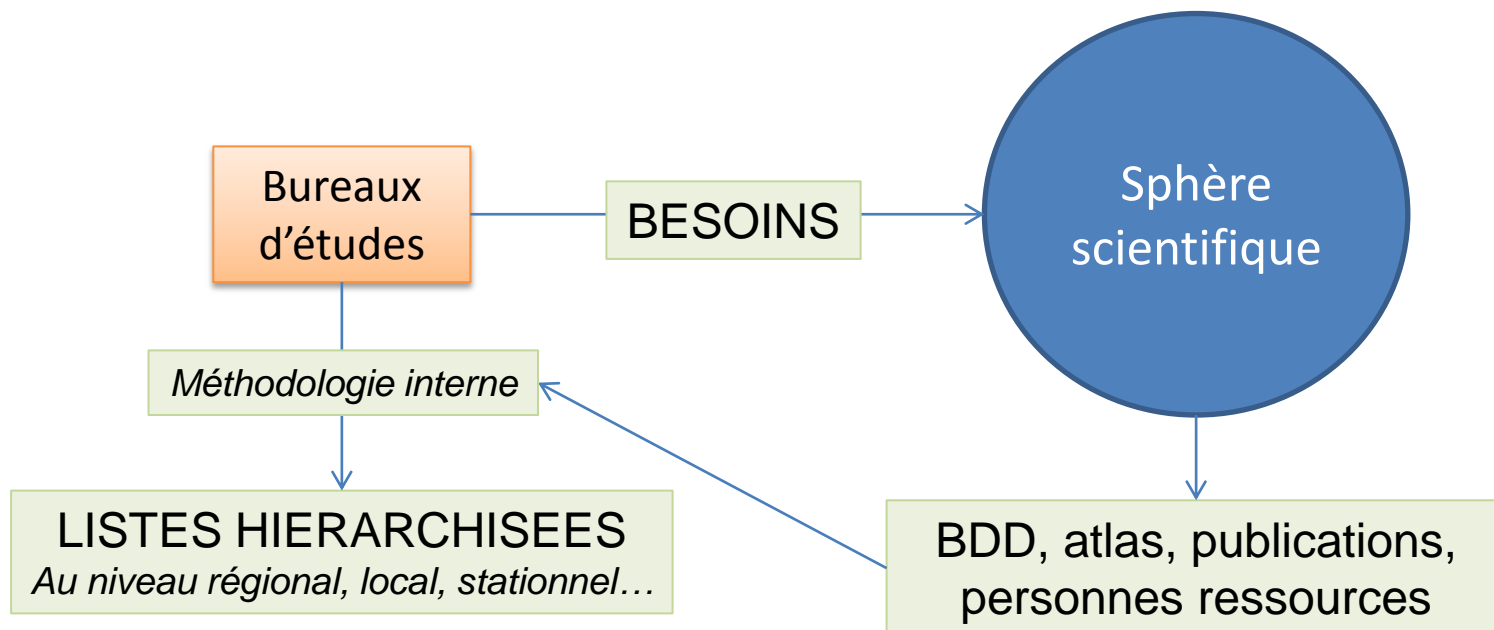 Bureaux
d’études
BESOINS
Sphère
scientifique
Méthodologie interne
LISTES HIERARCHISEES
Au niveau régional, local, stationnel…
BDD, atlas, publications,
personnes ressources